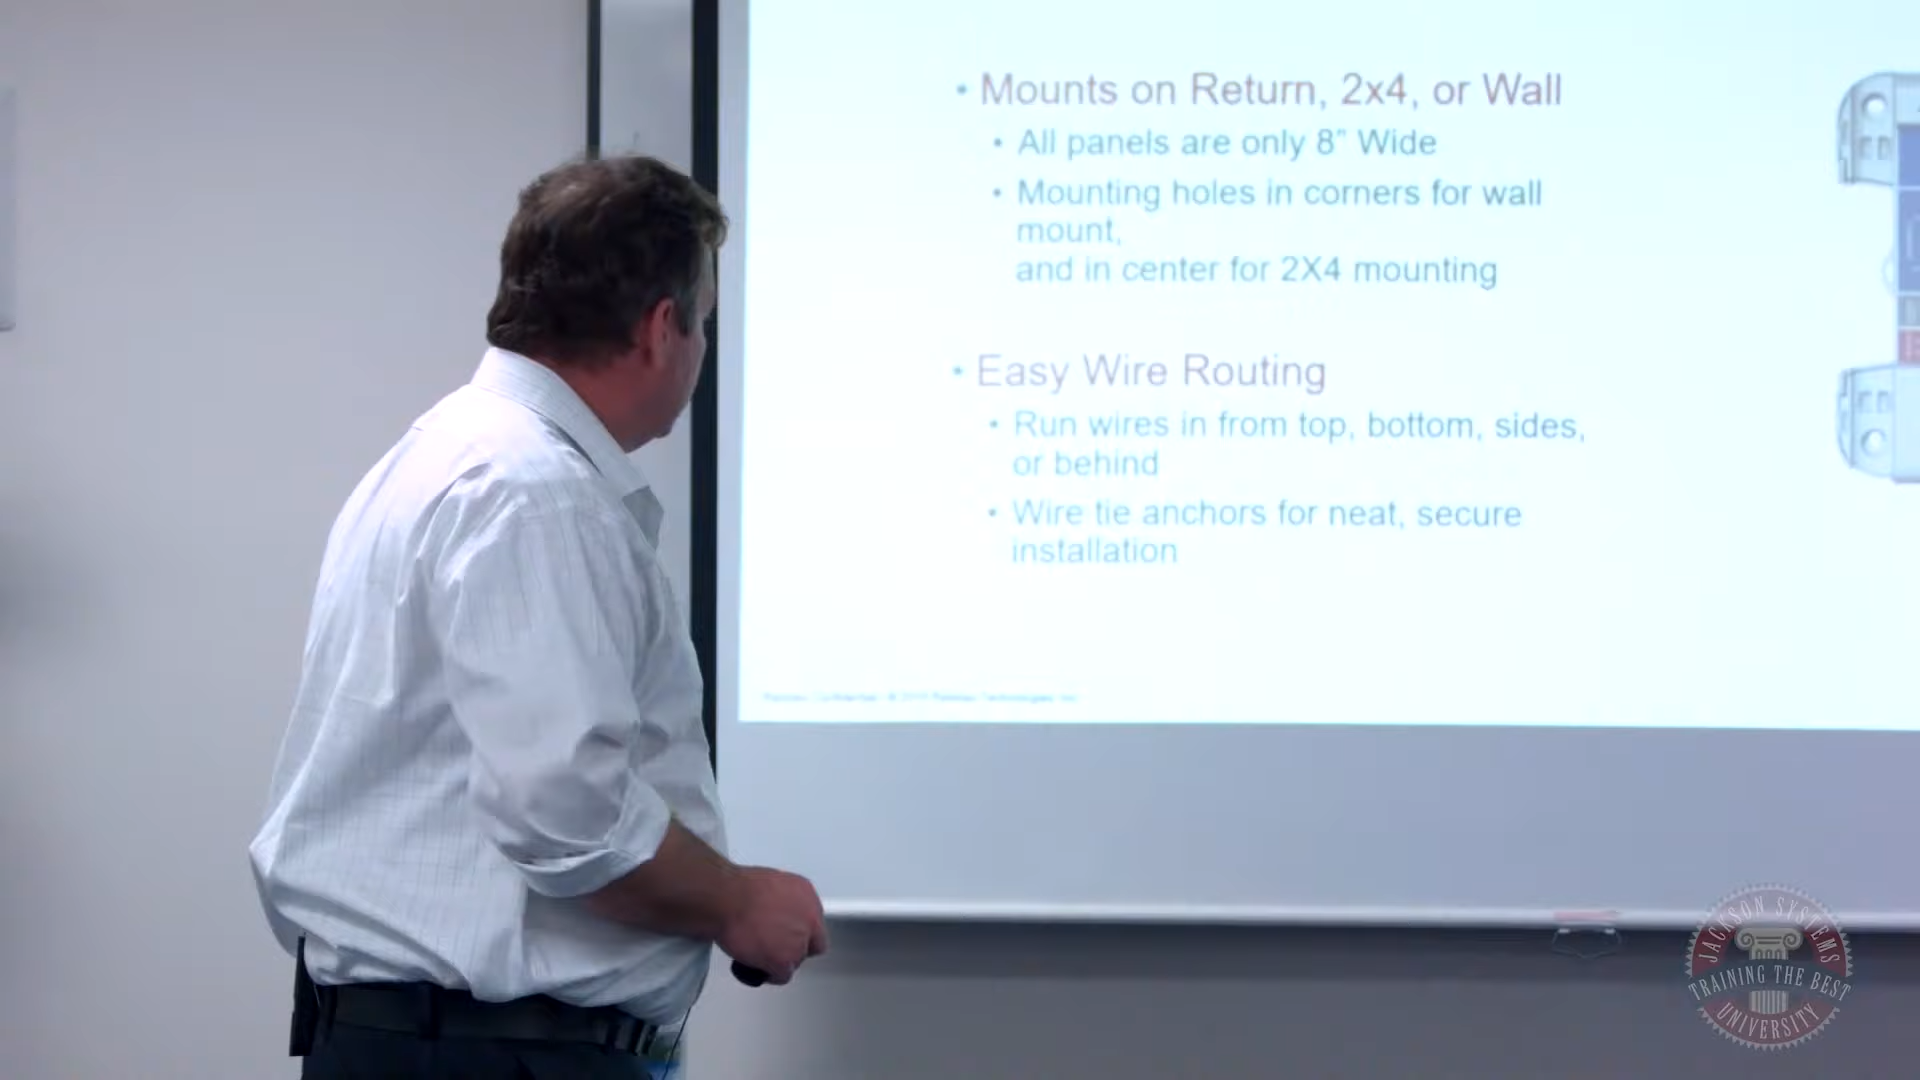 • Mounts on Return, 2x4, or Wall
• All panels are only 8" Wide
• Mounting holes in corners for wall
mount,
and in center for 2X4 mounting
• Easy Wire Routing
• Run wires in from top, bottom, sides,
or behind
• Wire tie anchors for neat, secure
installation
JACKSON SYSTEMS
TRAINING THE BEST
UNIVERSITY